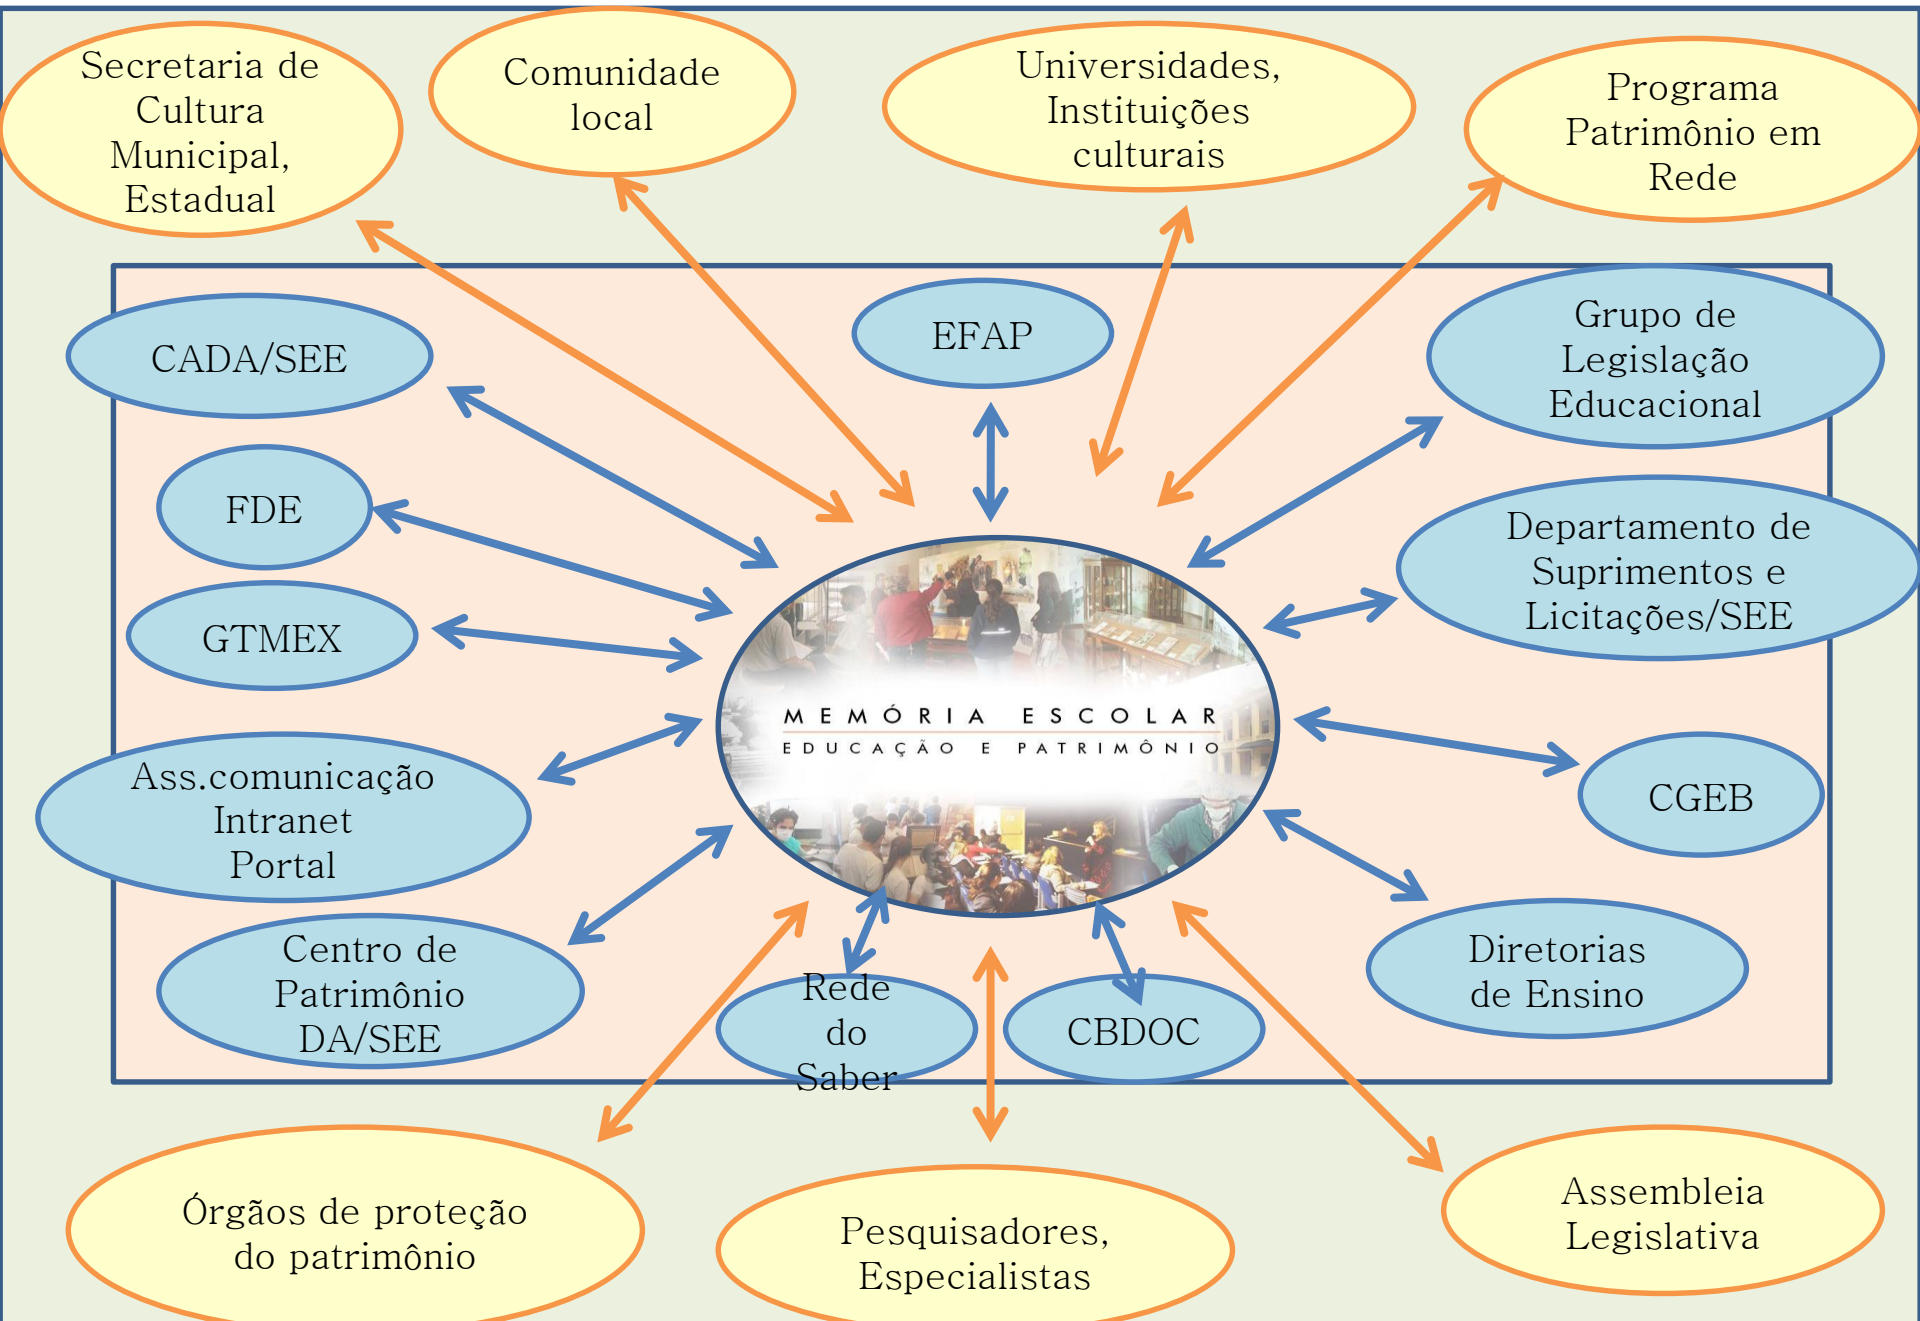 Secretaria de
Cultura
Municipal,
Estadual
Comunidade
local
Universidades,
Instituições
culturais
Programa
Patrimônio em
Rede
CADA/SEE
EFAP
Grupo de
Legislação
Educacional
FDE
Departamento de
Suprimentos e
Licitações/SEE
GTMEX
MEMÓRIA ESCOLAR
EDUCAÇÃO E PATRIMÔNIO
Ass.comunicação
Intranet
Portal
CGEB
Centro de
Patrimônio
DA/SEE
Rede
do
Saber
CBDOC
Diretorias
de Ensino
Órgãos de proteção
do patrimônio
Pesquisadores,
Especialistas
Assembleia
Legislativa